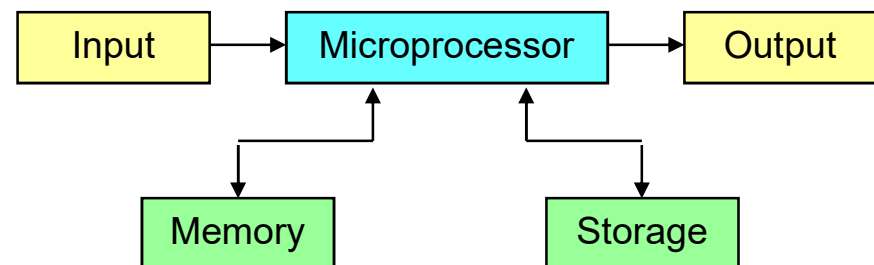 Input
Microprocessor
Output
Memory
Storage